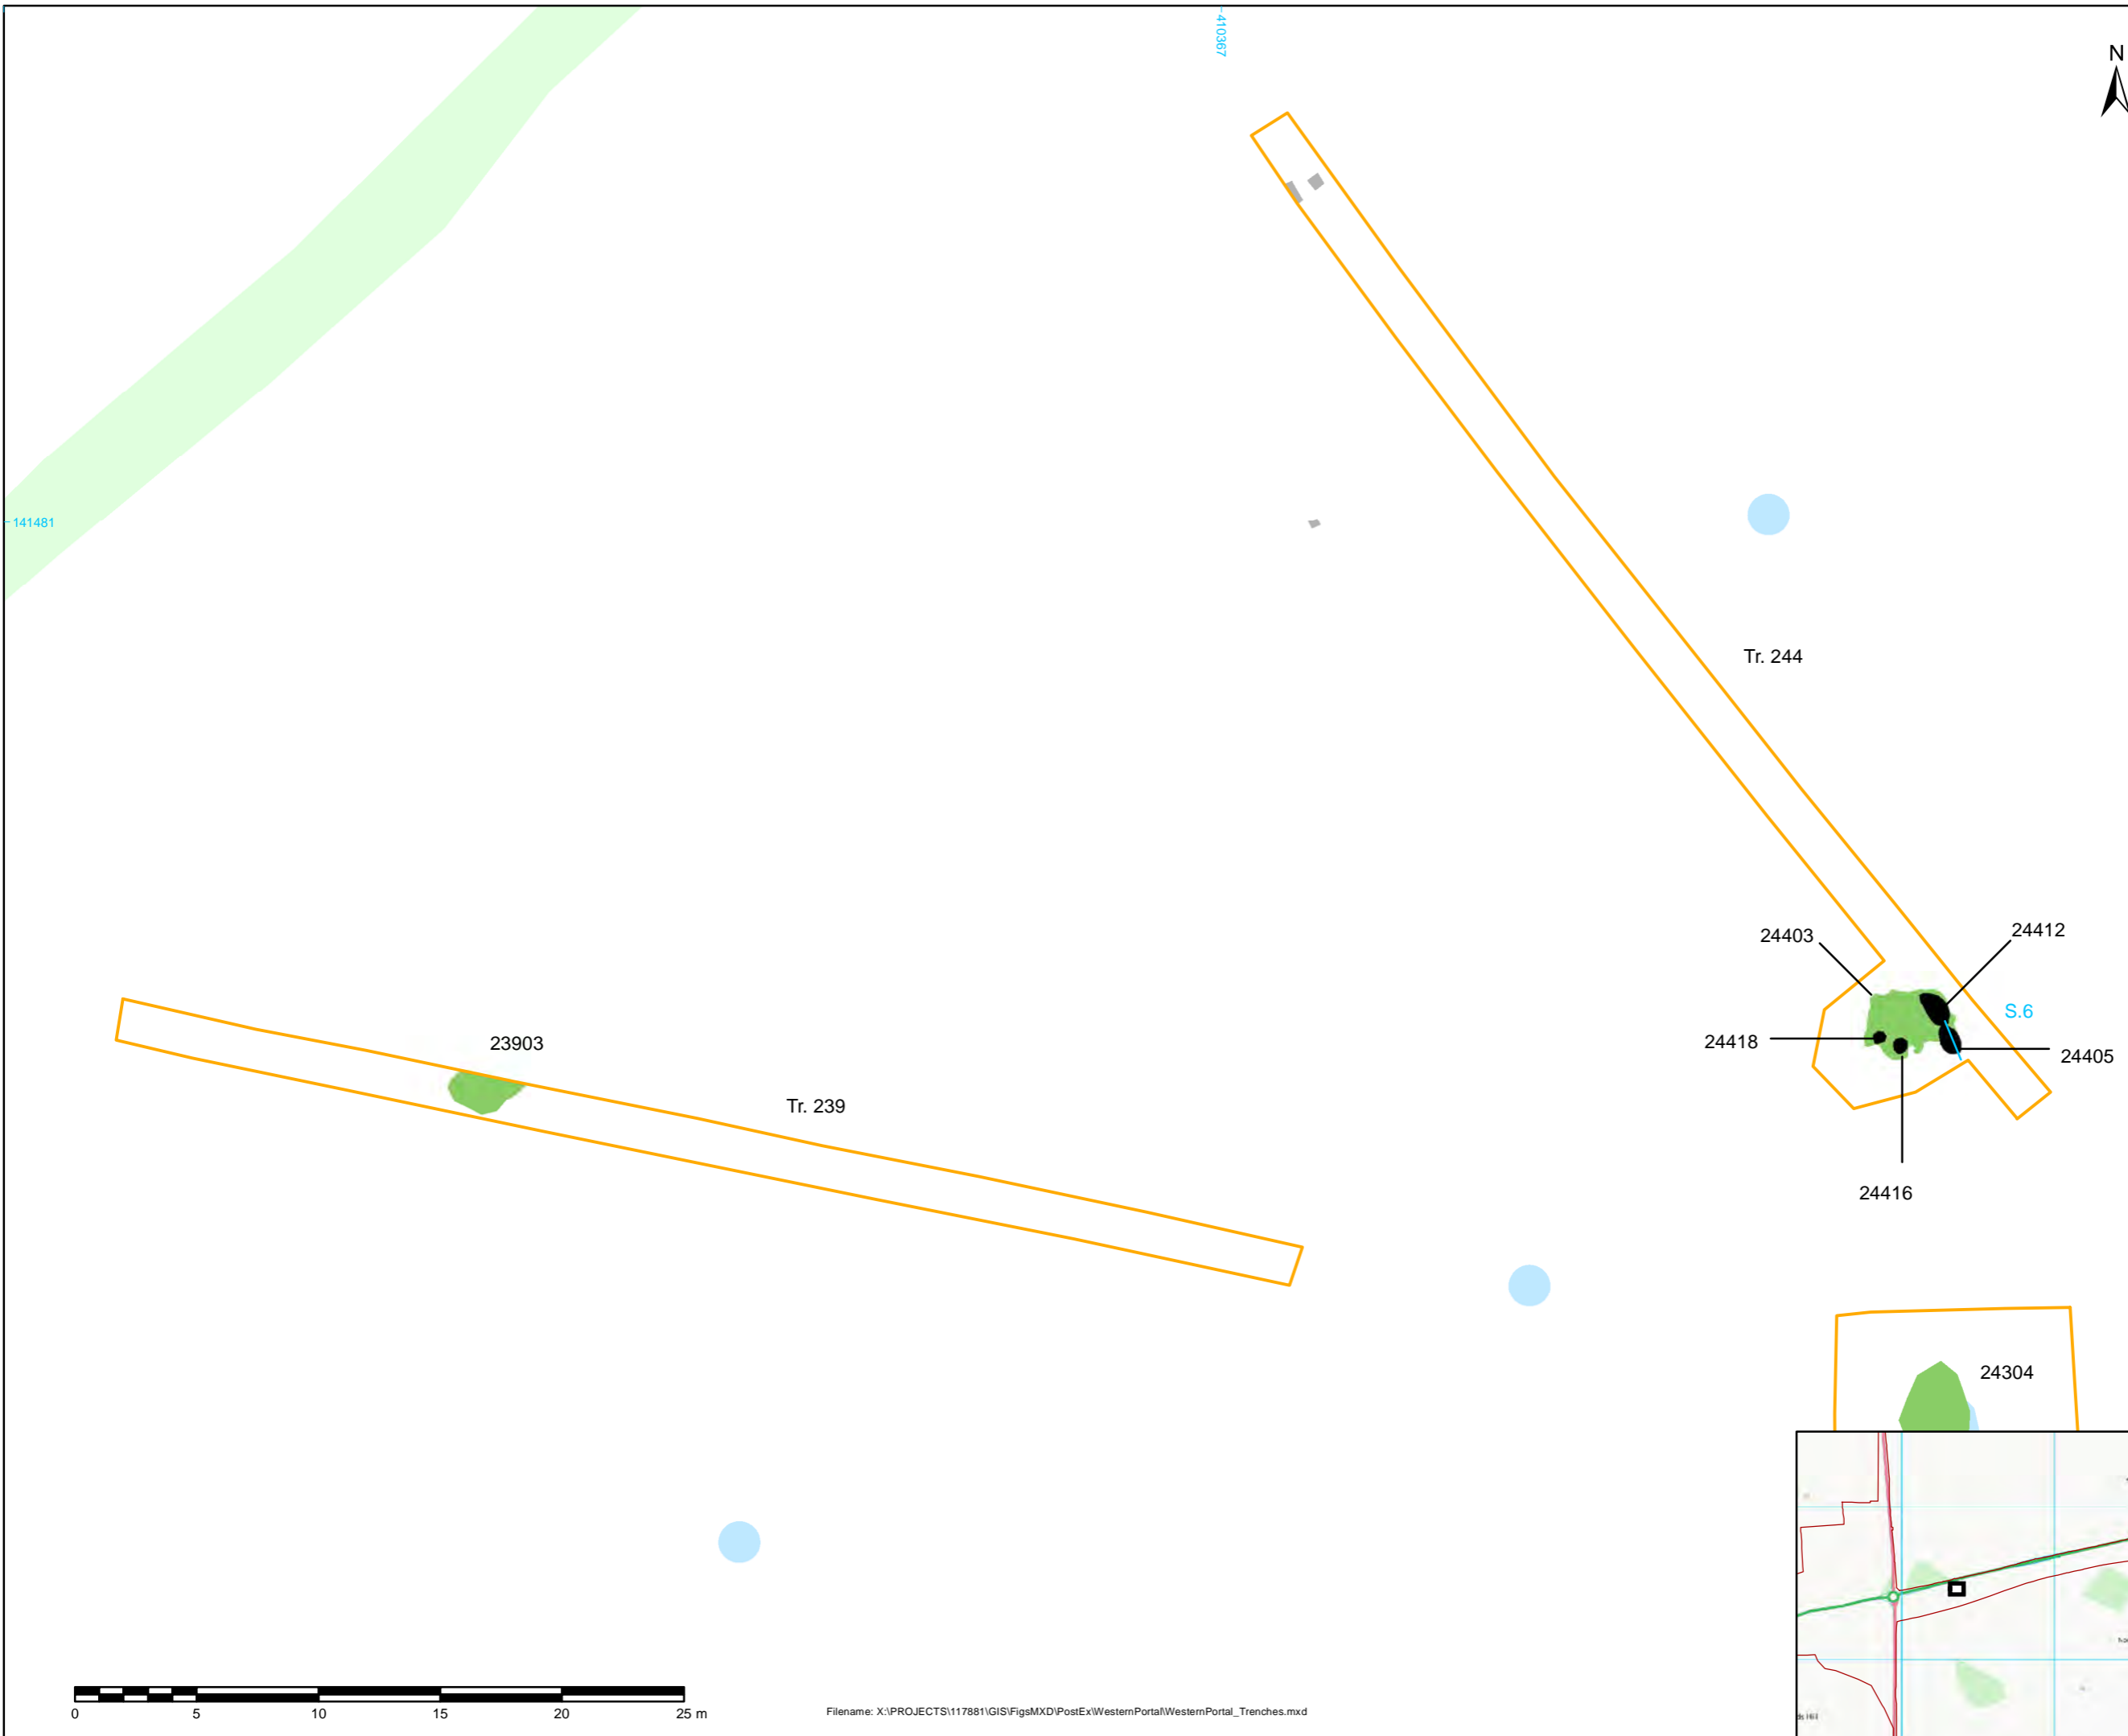 410367
N
141481
Tr. 244
24403
24412
S.6
24418
24405
23903
Tr. 239
24416
24304
0 5 10 15 20 25 m
Filename: X:\PROJECTS\117881\GIS\FigsMXD\PostEx\WesternPortal\WesternPortal_Trenches.mxd